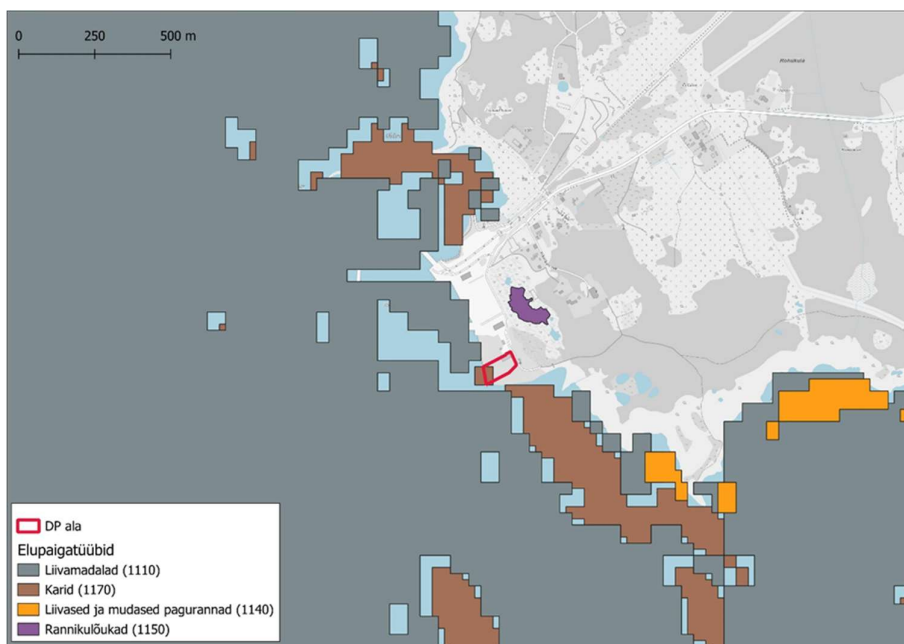 0 250 500 m
DP ala
Elupaigatüübid
Liivamadalad (1110)
Karid (1170)
Liivased ja mudased pagurannad (1140)
Rannikulõukad (1150)